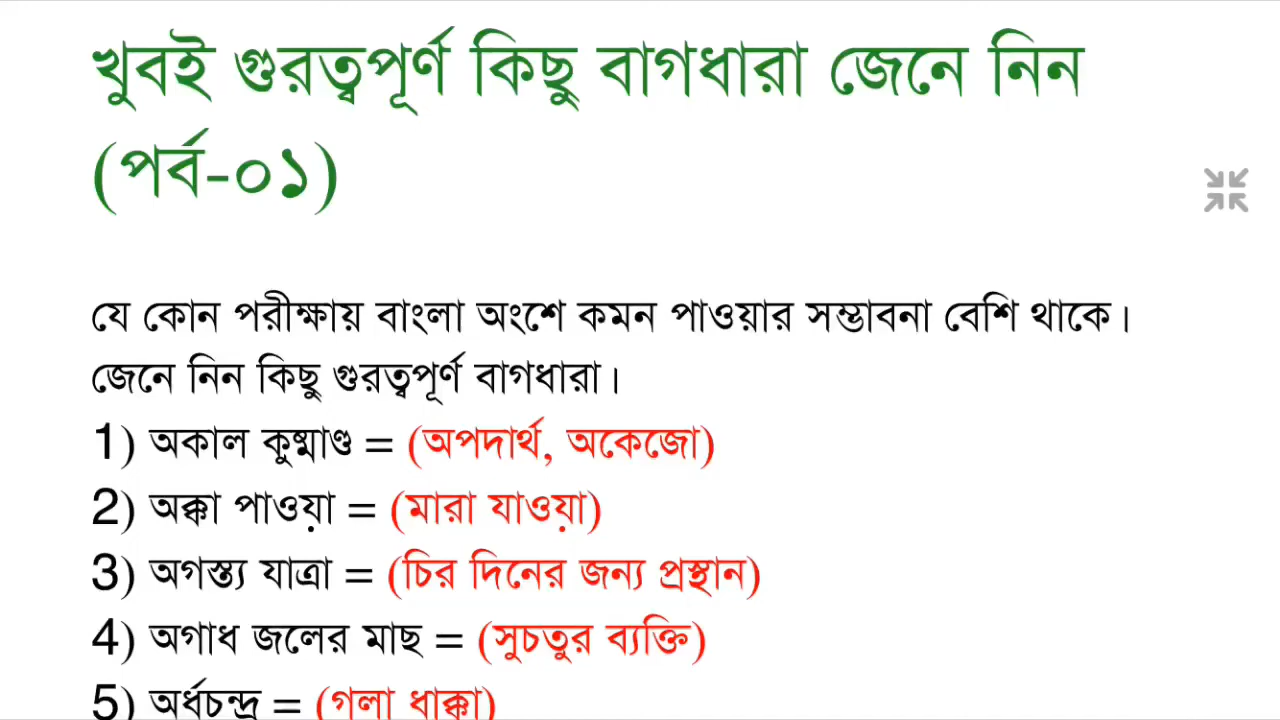 খুবই গুরত্বপূর্ণ কিছু বাগধারা জেনে নিন
(পর্ব-০১)
যে কোন পরীক্ষায় বাংলা অংশে কমন পাওয়ার সম্ভাবনা বেশি থাকে।
জেনে নিন কিছু গুরত্বপূর্ণ বাগধারা।
1) অকাল কুষ্মাণ্ড = (অপদার্থ, অকেজো)
2) অক্কা পাওয়া = (মারা যাওয়া)
3) অগস্ত্য যাত্রা = (চির দিনের জন্য প্রস্থান)
4) অগাধ জলের মাছ = (সুচতুর ব্যক্তি)
5) অর্ধচন্দ্র = (গলা ধাক্কা)